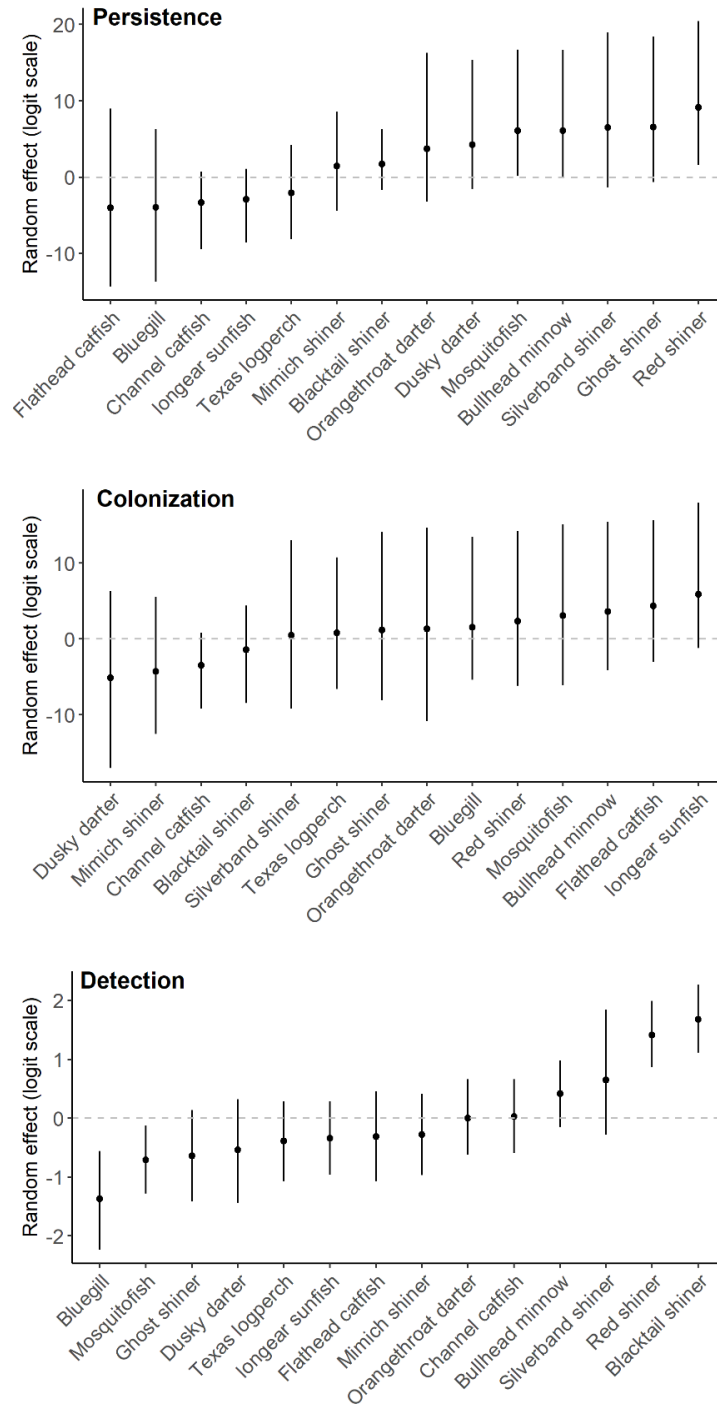 Persistence
Random effect (logit scale)
20
10
0
-10
Flathead catfish
Bluegill
Channel catfish
longear sunfish
Texas logperch
Mimich shiner
Blacktail shiner
Orangethroat darter
Dusky darter
Mosquitofish
Bullhead minnow
Silverband shiner
Ghost shiner
Red shiner
Colonization
Random effect (logit scale)
10
0
-10
Dusky darter
Mimich shiner
Channel catfish
Blacktail shiner
Silverband shiner
Texas logperch
Ghost shiner
Orangethroat darter
Bluegill
Red shiner
Mosquitofish
Bullhead minnow
Flathead catfish
longear sunfish
Detection
Random effect (logit scale)
2
1
0
-1
-2
Bluegill
Mosquitofish
Ghost shiner
Dusky darter
Texas logperch
longear sunfish
Flathead catfish
Mimich shiner
Orangethroat darter
Channel catfish
Bullhead minnow
Silverband shiner
Red shiner
Blacktail shiner